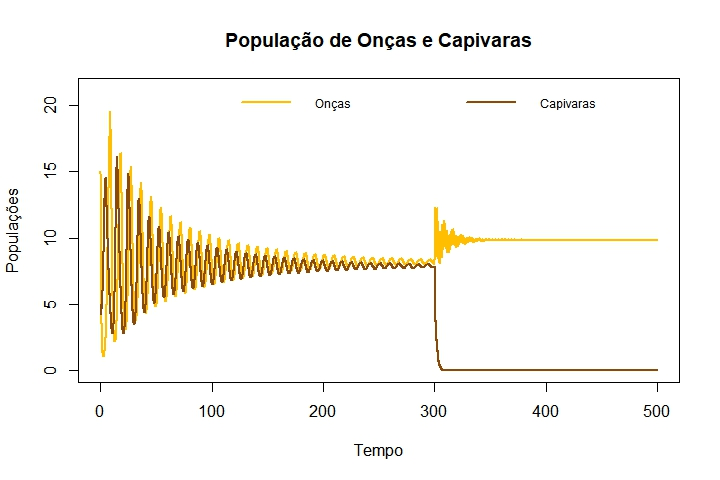 População de Onças e Capivaras
Onças Capivaras
Populações
20
15
10
5
0
0 100 200 300 400 500
Tempo